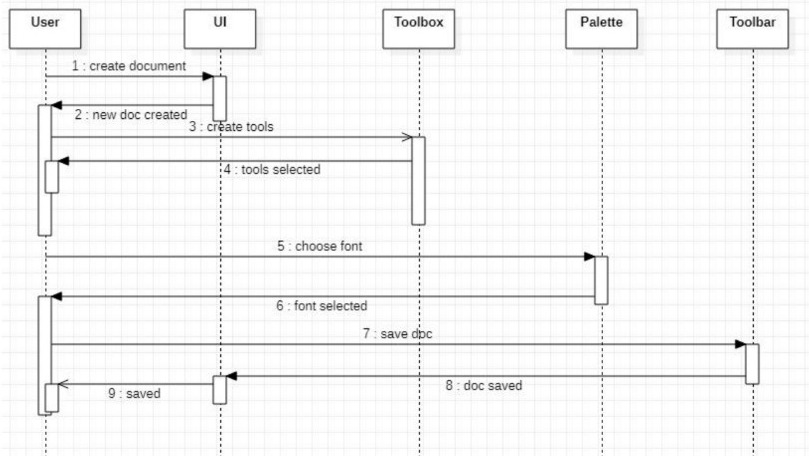 User
UI
Toolbox
Palette
Toolbar
1 : create document
2 : new doc created
3 : create tools
4 : tools selected
5 : choose font
6 : font selected
7 : save doc
8 : doc saved
9 : saved